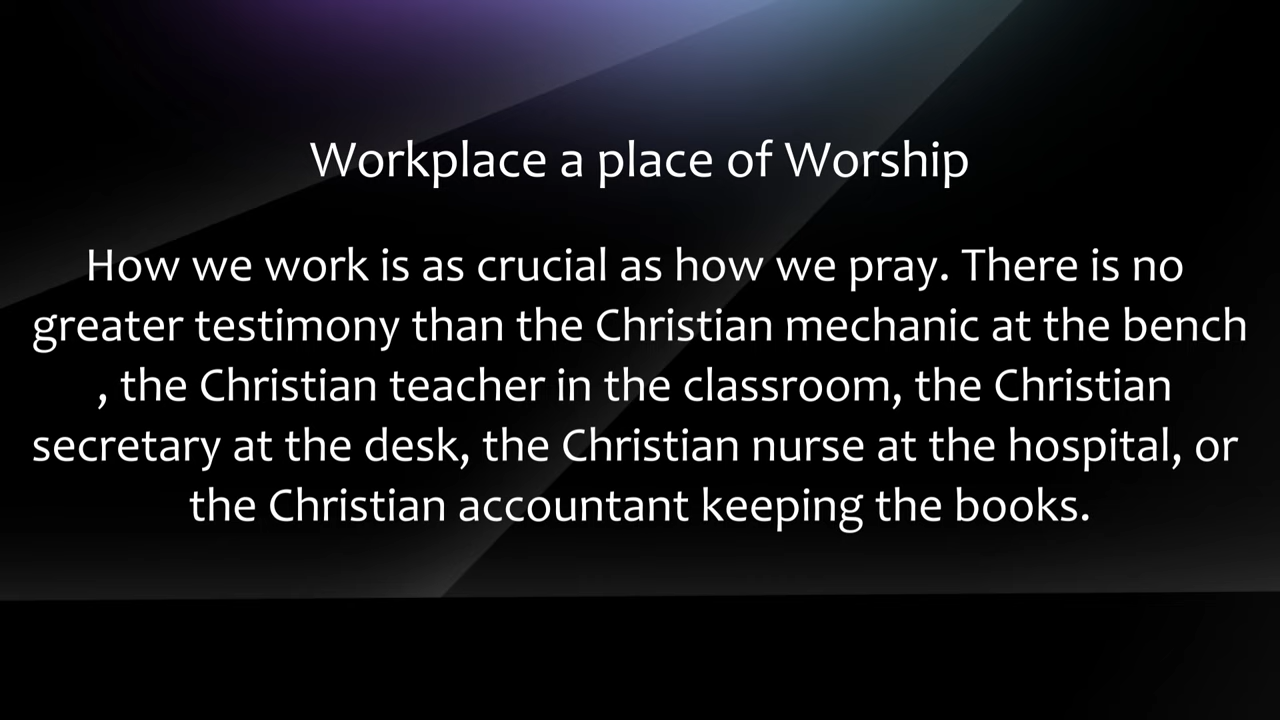 Workplace a place of Worship
How we work is as crucial as how we pray. There is no
greater testimony than the Christian mechanic at the bench
, the Christian teacher in the classroom, the Christian
secretary at the desk, the Christian nurse at the hospital, or
the Christian accountant keeping the books.